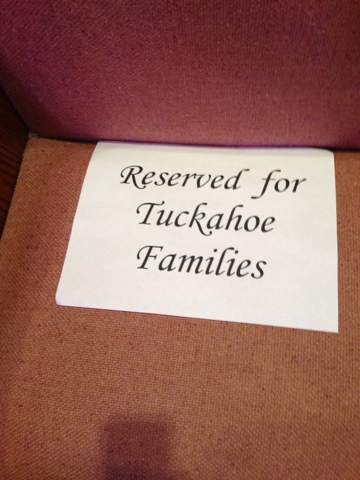 Reserved for
Tuckahoe
Families